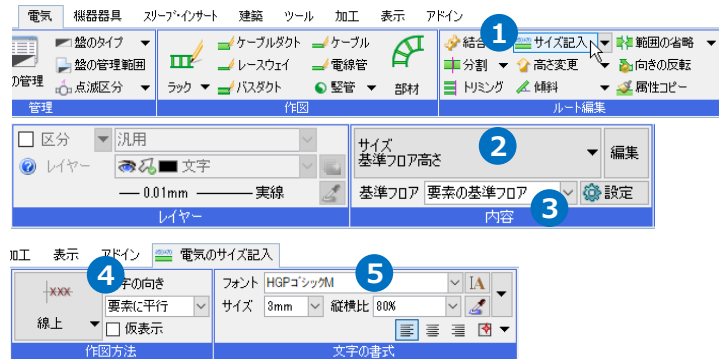 電気 機器器具 スリーブ・インサート 建築 ツール 加工 表示 アドイン
盤のタイプ ケーブルダクト ケーブル 結合 1 サイズ記入 範囲の省略
盤の管理範囲 レースウェイ 電線管 分割 高さ変更 向きの反転
の管理 点滅区分 ラック バスダクト 竪管 部材 トリミング 傾斜 属性コピー
管理 作図 ルート編集
区分 汎用 サイズ
基準フロア高さ 2 編集
レイヤー 文字
0.01mm 実線 基準フロア 要素の基準フロア 設定
レイヤー 内容 3
加工 表示 アドイン 電気のサイズ記入
4 字の向き フォント HGPゴシックM 5
xxx 要素に平行 サイズ 3mm 縦横比 80%
線上 仮表示
作図方法 文字の書式